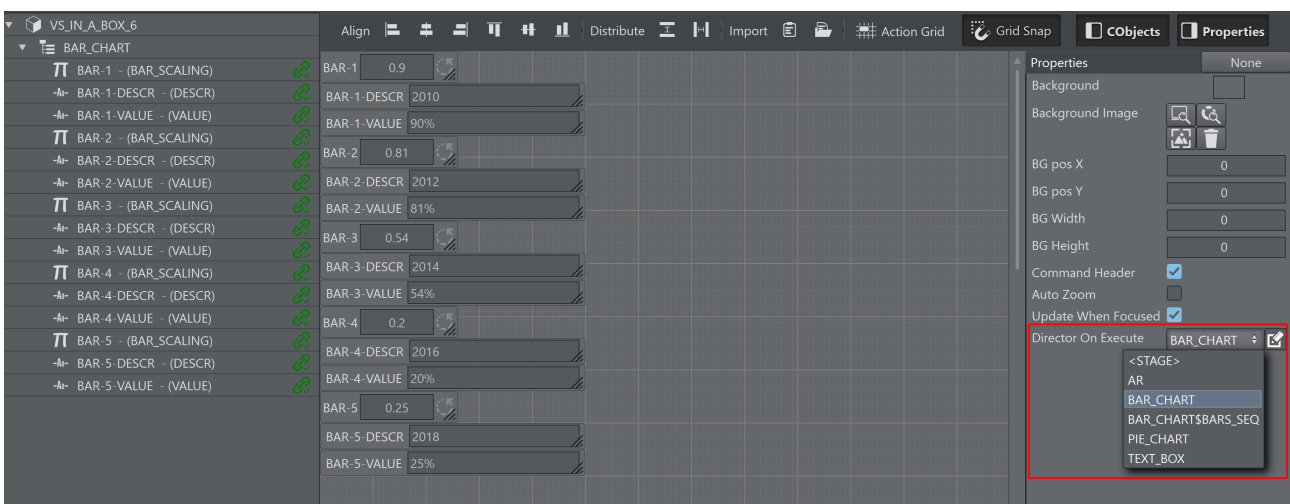 VS_IN_A_BOX_6
BAR_CHART
BAR-1 - (BAR_SCALING)
BAR-1-DESCR - (DESCR)
BAR-1-VALUE - (VALUE)
BAR-2 - (BAR_SCALING)
BAR-2-DESCR - (DESCR)
BAR-2-VALUE - (VALUE)
BAR-3 - (BAR_SCALING)
BAR-3-DESCR - (DESCR)
BAR-3-VALUE - (VALUE)
BAR-4 - (BAR_SCALING)
BAR-4-DESCR - (DESCR)
BAR-4-VALUE - (VALUE)
BAR-5 - (BAR_SCALING)
BAR-5-DESCR - (DESCR)
BAR-5-VALUE - (VALUE)
Align Distribute Import Action Grid Grid Snap CObjects Properties
BAR-1 0.9
BAR-1-DESCR 2010
BAR-1-VALUE 90%
BAR-2 0.81
BAR-2-DESCR 2012
BAR-2-VALUE 81%
BAR-3 0.54
BAR-3-DESCR 2014
BAR-3-VALUE 54%
BAR-4 0.2
BAR-4-DESCR 2016
BAR-4-VALUE 20%
BAR-5 0.25
BAR-5-DESCR 2018
BAR-5-VALUE 25%
Properties None
Background
Background Image
BG pos X 0
BG pos Y 0
BG Width 0
BG Height 0
Command Header
Auto Zoom
Update When Focused
Director On Execute BAR_CHART
<STAGE>
AR
BAR_CHART
BAR_CHART$BARS_SEQ
PIE_CHART
TEXT_BOX